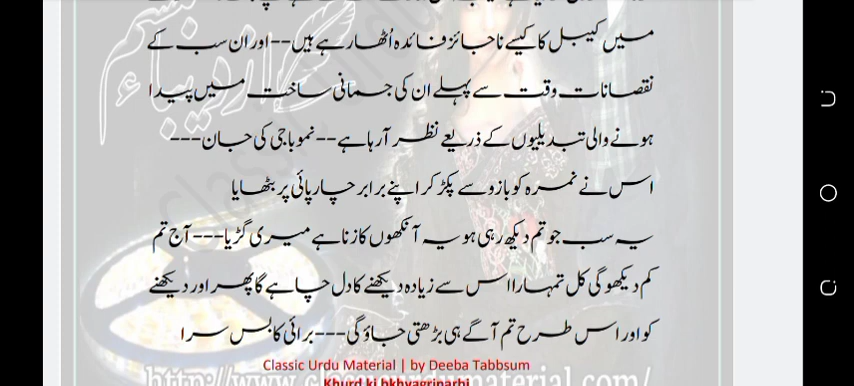 میں کیبل کا کیسے ناجائز فائدہ اُٹھا رہے ہیں--اور ان سب کے
نقصانات وقت سے پہلے ان کی جسمانی ساخت میں پیدا
ہونے والی تبدیلیوں کے ذریعے نظر آرہا ہے--نمو باجی کی جان---
اس نے نمرہ کو بازو سے پکڑ کر اپنے برابر چارپائی پر بٹھایا
یہ سب جو تم دیکھ رہی ہو یہ آنکھوں کا زنا ہے میری گڑیا---آج تم
کم دیکھو گی کل تمہارا اس سے زیادہ دیکھنے کا دل چاہے گا پھر اور دیکھنے
کو اور اس طرح تم آگے ہی بڑھتی جاؤ گی---برائی کا بس سرا
Classic Urdu Material | by Deeba Tabbsum
Khurd ki bkhyagriparhi